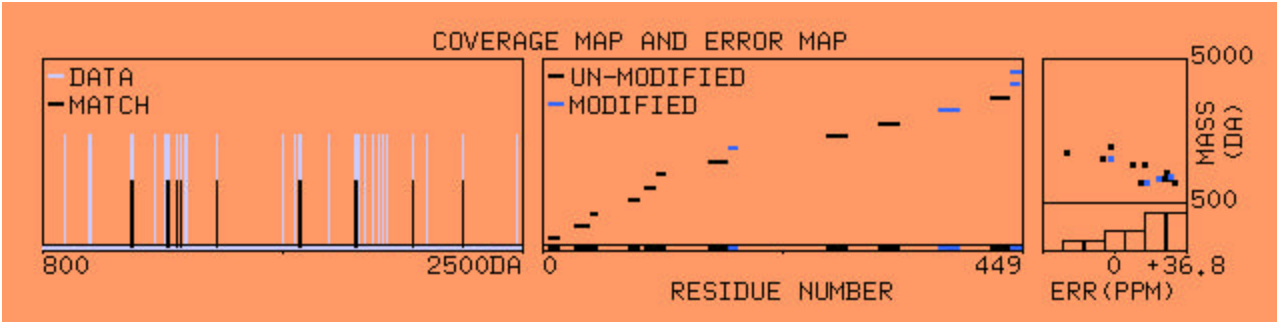 COVERAGE MAP AND ERROR MAP
DATA
MATCH
800
2500DA
UN-MODIFIED
MODIFIED
0
449
RESIDUE NUMBER
5000
MASS
(DA)
500
0
+36.8
ERR(PPM)